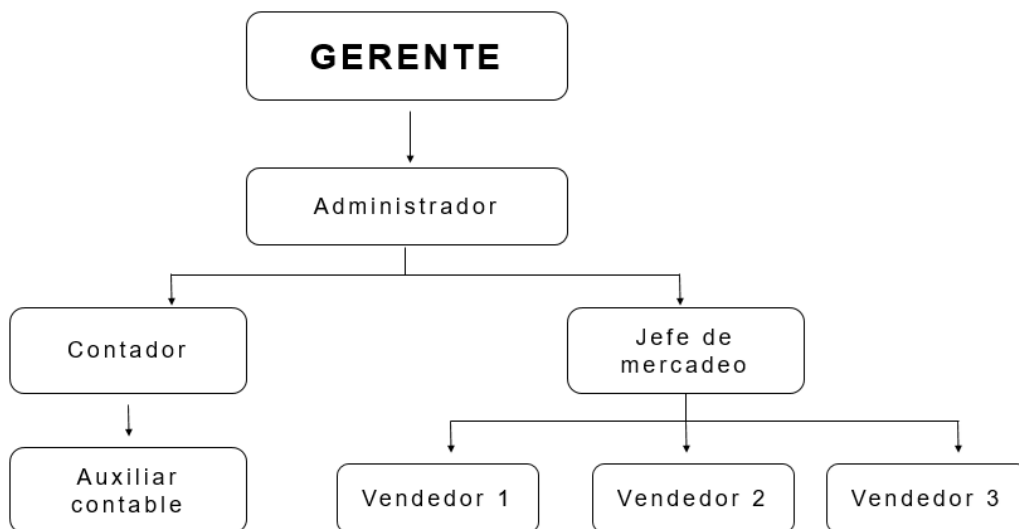 GERENTE
Administrador
Contador
Jefe de
mercadeo
Auxiliar
contable
Vendedor 1
Vendedor 2
Vendedor 3